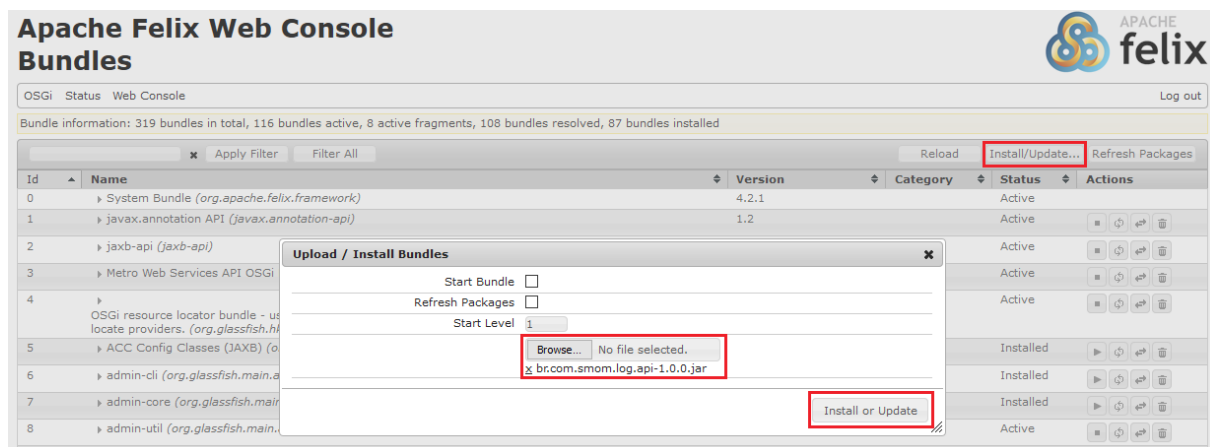 Apache Felix Web Console
Bundles
APACHE
felix
OSGi Status Web Console Log out
Bundle information: 319 bundles in total, 116 bundles active, 8 active fragments, 108 bundles resolved, 87 bundles installed
x Apply Filter Filter All Reload Install/Update... Refresh Packages
Id Name Version Category Status Actions
0 System Bundle (org.apache.felix.framework) 4.2.1 Active
1 javax.annotation API (javax.annotation-api) 1.2 Active
2 jaxb-api (jaxb-api) Active
3 Metro Web Services API OSGi Active
4 Active
OSGi resource locator bundle - us
locate providers. (org.glassfish.hk
5 ACC Config Classes (JAXB) (o Installed
6 admin-cli (org.glassfish.main.a Installed
7 admin-core (org.glassfish.main Installed
8 admin-util (org.glassfish.main. Active
Upload / Install Bundles x
Start Bundle
Refresh Packages
Start Level 1
Browse... No file selected.
x br.com.smom.log.api-1.0.0.jar
Install or Update